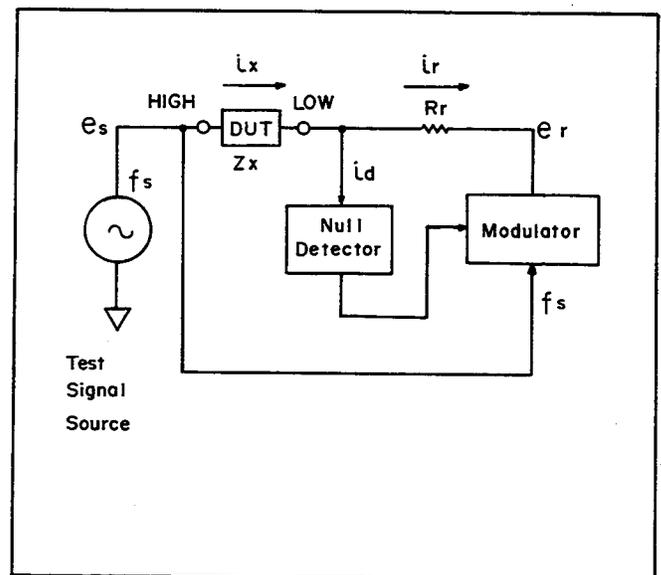 ix
ir
HIGH
LOW
Rr
es
DUT
er
Zx
fs
id
Null
Detector
Modulator
fs
Test
Signal
Source